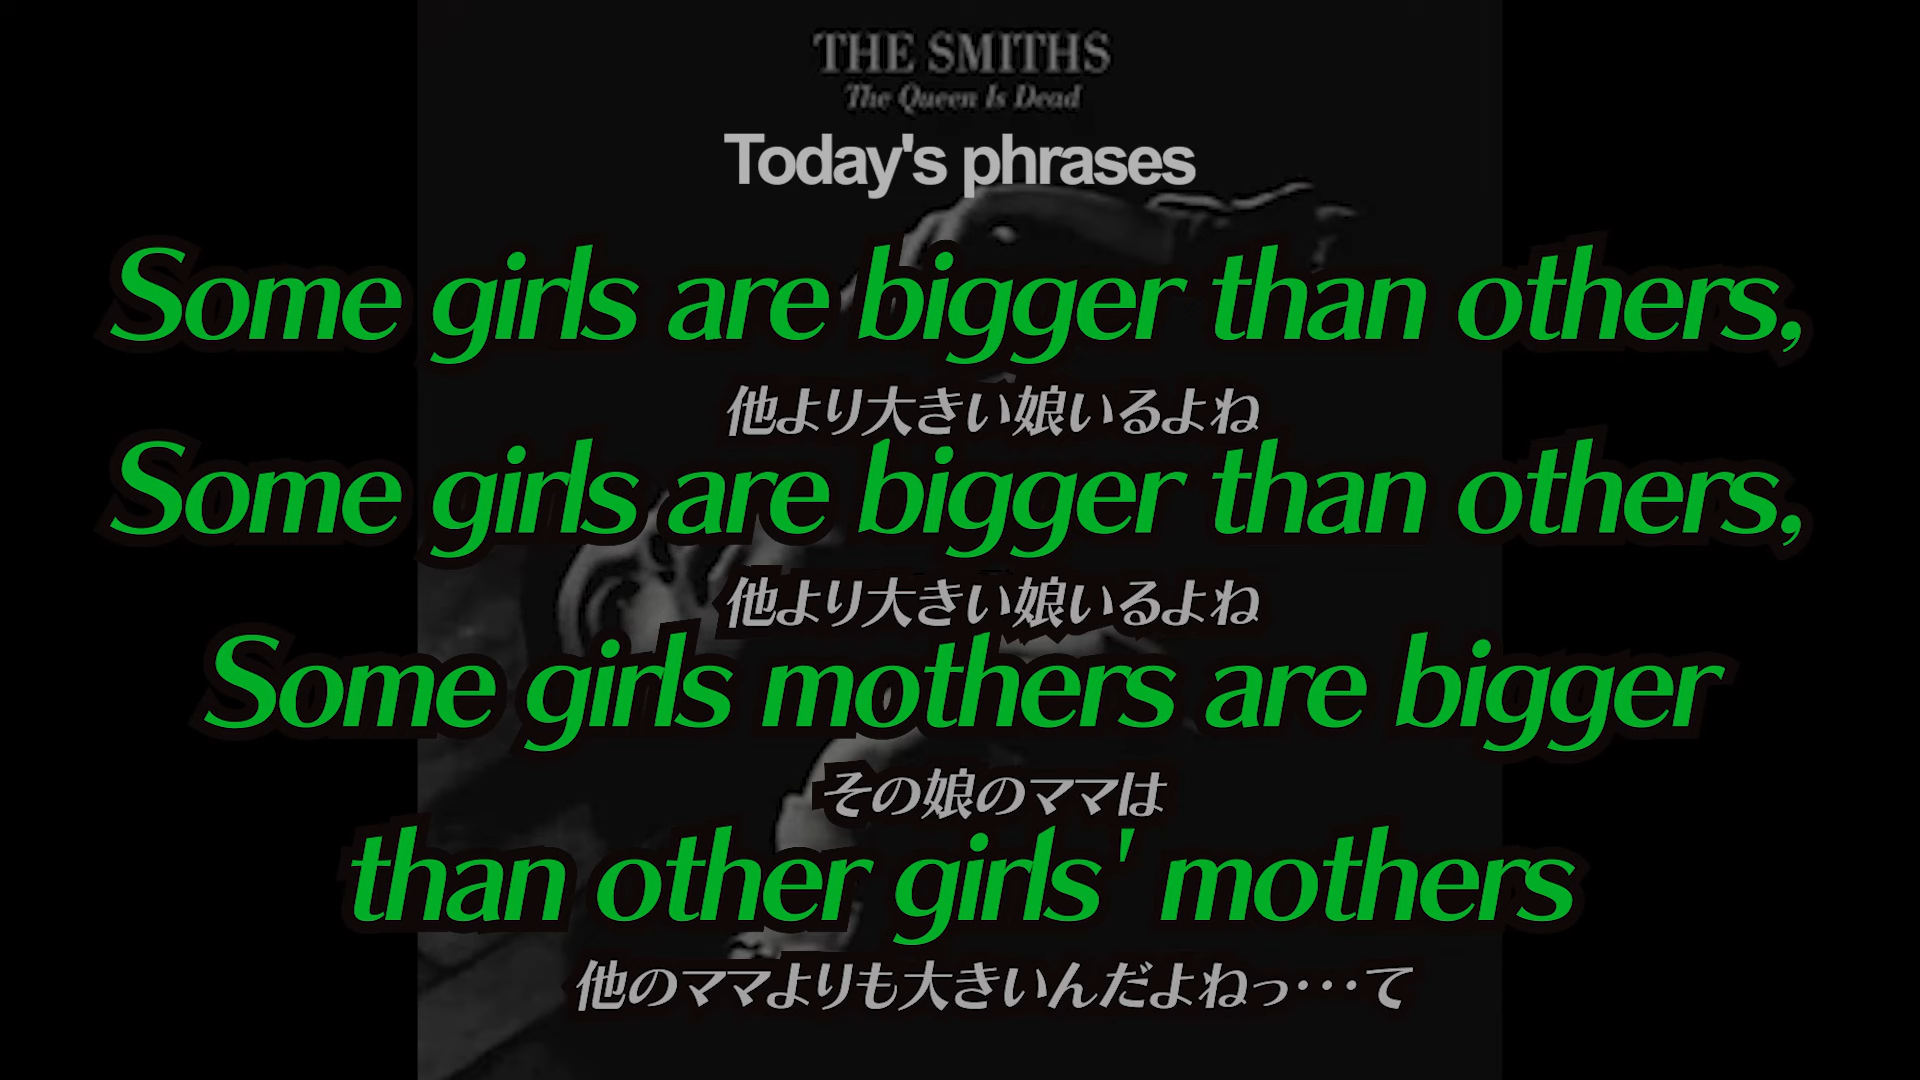 THE SMITHS
The Queen Is Dead
Today's phrases
Some girls are bigger than others,
他より大きい娘いるよね
Some girls are bigger than others,
他より大きい娘いるよね
Some girls mothers are bigger
その娘のママは
than other girls' mothers
他のママよりも大きいんだよねっ･･･て